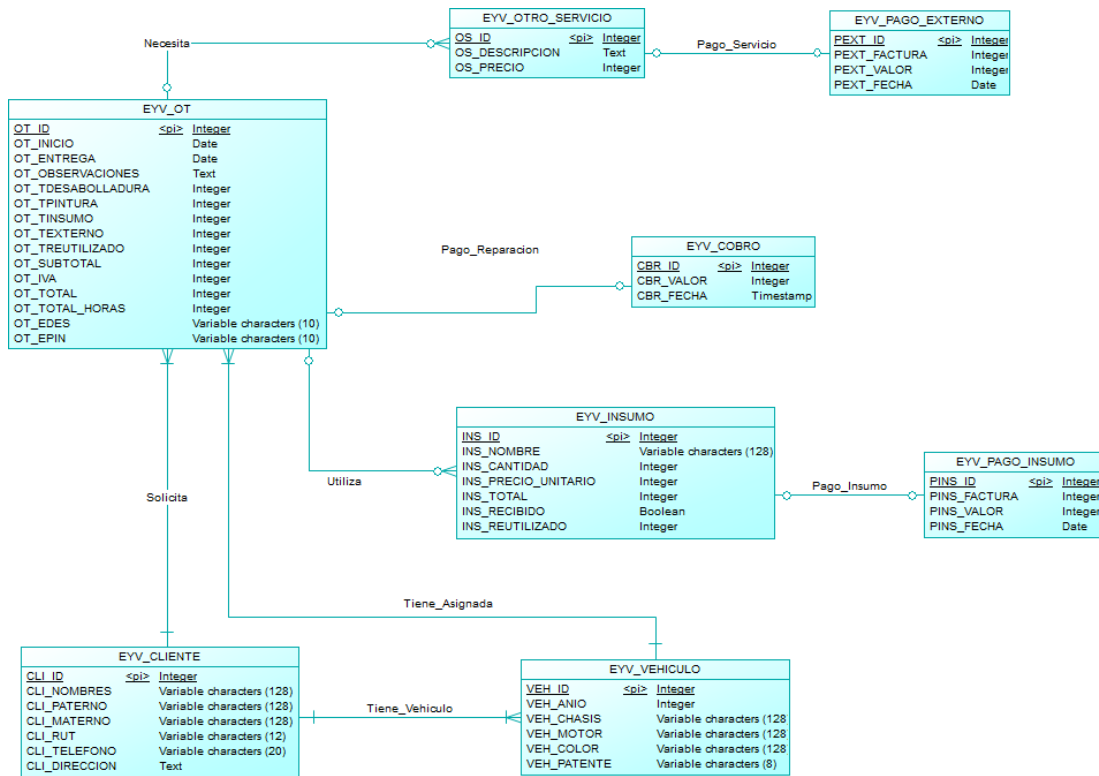 EYV_OTRO_SERVICIO
OS_ID <pi> Integer
OS_DESCRIPCION Text
OS_PRECIO Integer
EYV_PAGO_EXTERNO
PEXT_ID <pi> Integer
PEXT_FACTURA Integer
PEXT_VALOR Integer
PEXT_FECHA Date
Necesita
Pago_Servicio
EYV_OT
OT_ID <pi> Integer
OT_INICIO Date
OT_ENTREGA Date
OT_OBSERVACIONES Text
OT_TDESABOLLADURA Integer
OT_TPINTURA Integer
OT_TINSUMO Integer
OT_TEXTERNO Integer
OT_TREUTILIZADO Integer
OT_SUBTOTAL Integer
OT_IVA Integer
OT_TOTAL Integer
OT_TOTAL_HORAS Integer
OT_EDES Variable characters (10)
OT_EPIN Variable characters (10)
Pago_Reparacion
EYV_COBRO
CBR_ID <pi> Integer
CBR_VALOR Integer
CBR_FECHA Timestamp
EYV_INSUMO
INS_ID <pi> Integer
INS_NOMBRE Variable characters (128)
INS_CANTIDAD Integer
INS_PRECIO_UNITARIO Integer
INS_TOTAL Integer
INS_RECIBIDO Boolean
INS_REUTILIZADO Integer
Utiliza
Pago_Insumo
EYV_PAGO_INSUMO
PINS_ID <pi> Integer
PINS_FACTURA Integer
PINS_VALOR Integer
PINS_FECHA Date
Solicita
Tiene_Asignada
EYV_CLIENTE
CLI_ID <pi> Integer
CLI_NOMBRES Variable characters (128)
CLI_PATERNO Variable characters (128)
CLI_MATERNO Variable characters (128)
CLI_RUT Variable characters (12)
CLI_TELEFONO Variable characters (20)
CLI_DIRECCION Text
Tiene_Vehiculo
EYV_VEHICULO
VEH_ID <pi> Integer
VEH_ANIO Integer
VEH_CHASIS Variable characters (128
VEH_MOTOR Variable characters (128
VEH_COLOR Variable characters (128
VEH_PATENTE Variable characters (8)